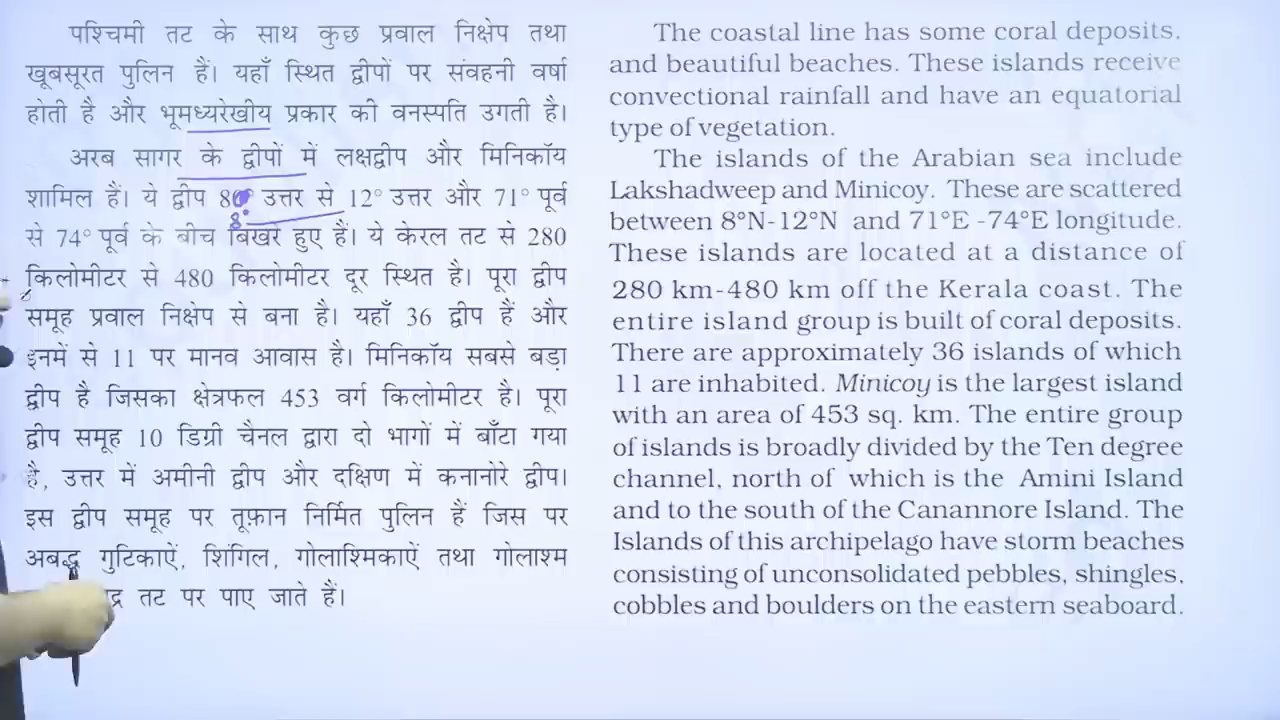 पश्चिमी तट के साथ कुछ प्रवाल निक्षेप तथा
खूबसूरत पुलिन हैं। यहाँ स्थित द्वीपों पर संवहनी वर्षा
होती है और भूमध्यरेखीय प्रकार की वनस्पति उगती है।
अरब सागर के द्वीपों में लक्षद्वीप और मिनिकॉय
शामिल हैं। ये द्वीप 8° उत्तर से 12° उत्तर और 71° पूर्व
8°
से 74° पूर्व के बीच बिखरे हुए हैं। ये केरल तट से 280
किलोमीटर से 480 किलोमीटर दूर स्थित है। पूरा द्वीप
समूह प्रवाल निक्षेप से बना है। यहाँ 36 द्वीप हैं और
इनमें से 11 पर मानव आवास है। मिनिकॉय सबसे बड़ा
द्वीप है जिसका क्षेत्रफल 453 वर्ग किलोमीटर है। पूरा
द्वीप समूह 10 डिग्री चैनल द्वारा दो भागों में बाँटा गया
है, उत्तर में अमीनी द्वीप और दक्षिण में कनानोरे द्वीप।
इस द्वीप समूह पर तूफ़ान निर्मित पुलिन हैं जिस पर
अबद्ध गुटिकाऐं, शिंगिल, गोलाश्मिकाऐं तथा गोलाश्म
तट पर पाए जाते हैं।
The coastal line has some coral deposits,
and beautiful beaches. These islands receive
convectional rainfall and have an equatorial
type of vegetation.
The islands of the Arabian sea include
Lakshadweep and Minicoy. These are scattered
between 8°N-12°N and 71°E -74°E longitude.
These islands are located at a distance of
280 km-480 km off the Kerala coast. The
entire island group is built of coral deposits.
There are approximately 36 islands of which
11 are inhabited. Minicoy is the largest island
with an area of 453 sq. km. The entire group
of islands is broadly divided by the Ten degree
channel, north of which is the Amini Island
and to the south of the Canannore Island. The
Islands of this archipelago have storm beaches
consisting of unconsolidated pebbles, shingles,
cobbles and boulders on the eastern seaboard.